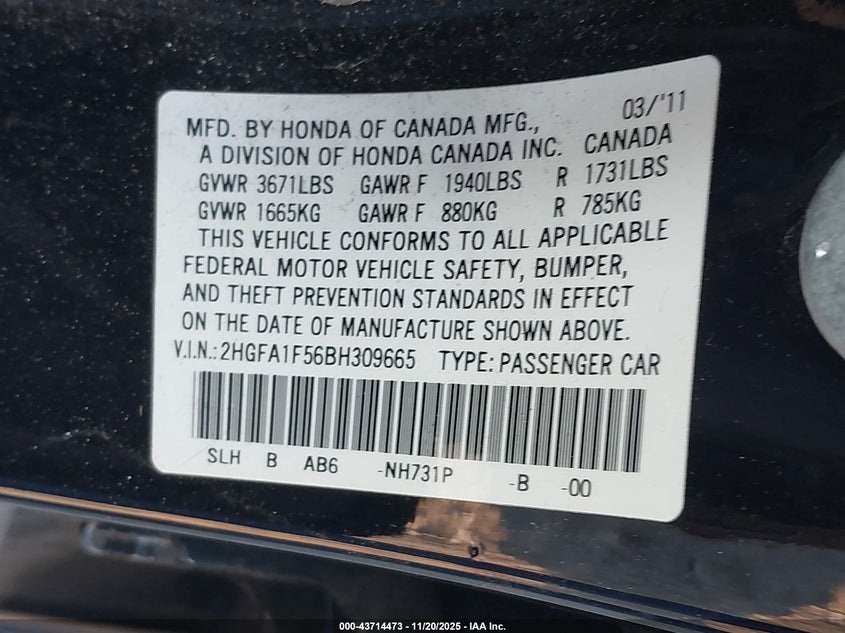 03/'11
MFD. BY HONDA OF CANADA MFG.,
A DIVISION OF HONDA CANADA INC. CANADA
GVWR 3671LBS GAWR F 1940LBS R 1731LBS
GVWR 1665KG GAWR F 880KG R 785KG
THIS VEHICLE CONFORMS TO ALL APPLICABLE
FEDERAL MOTOR VEHICLE SAFETY, BUMPER,
AND THEFT PREVENTION STANDARDS IN EFFECT
ON THE DATE OF MANUFACTURE SHOWN ABOVE.
V.I.N.: 2HGFA1F56BH309665 TYPE: PASSENGER CAR
SLH B AB6 -NH731P -B -00
000-43714473 - 11/20/2025 - IAA Inc.